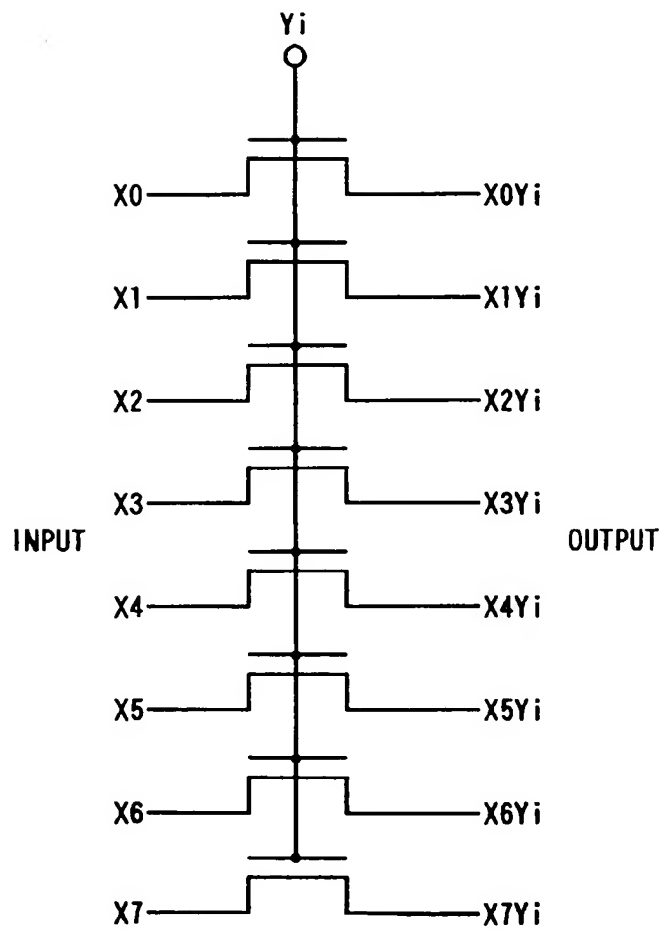 Yi
X0 X0Yi
X1 X1Yi
X2 X2Yi
X3 X3Yi
INPUT OUTPUT
X4 X4Yi
X5 X5Yi
X6 X6Yi
X7 X7Yi